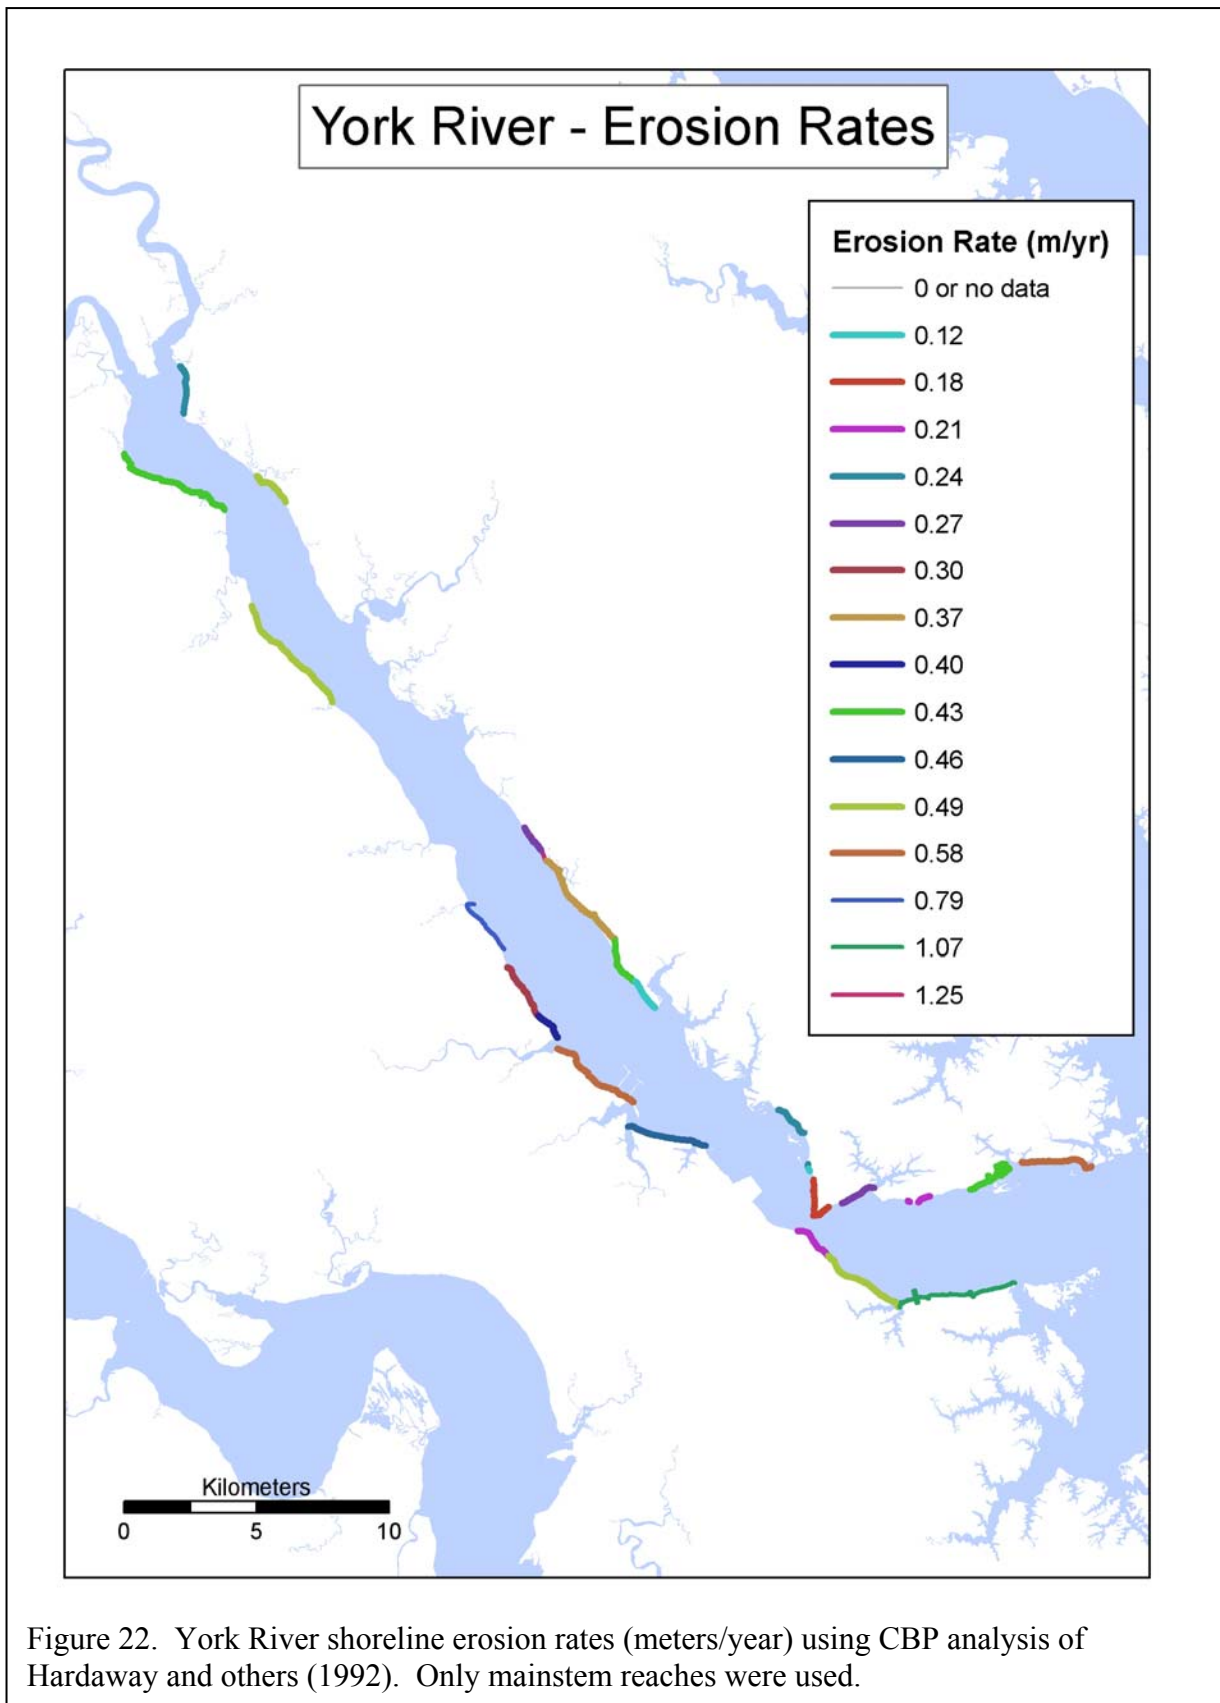 York River - Erosion Rates
Erosion Rate (m/yr)
0 or no data
0.12
0.18
0.21
0.24
0.27
0.30
0.37
0.40
0.43
0.46
0.49
0.58
0.79
1.07
1.25
Kilometers
0 5 10
Figure 22.  York River shoreline erosion rates (meters/year) using CBP analysis of
Hardaway and others (1992).  Only mainstem reaches were used.